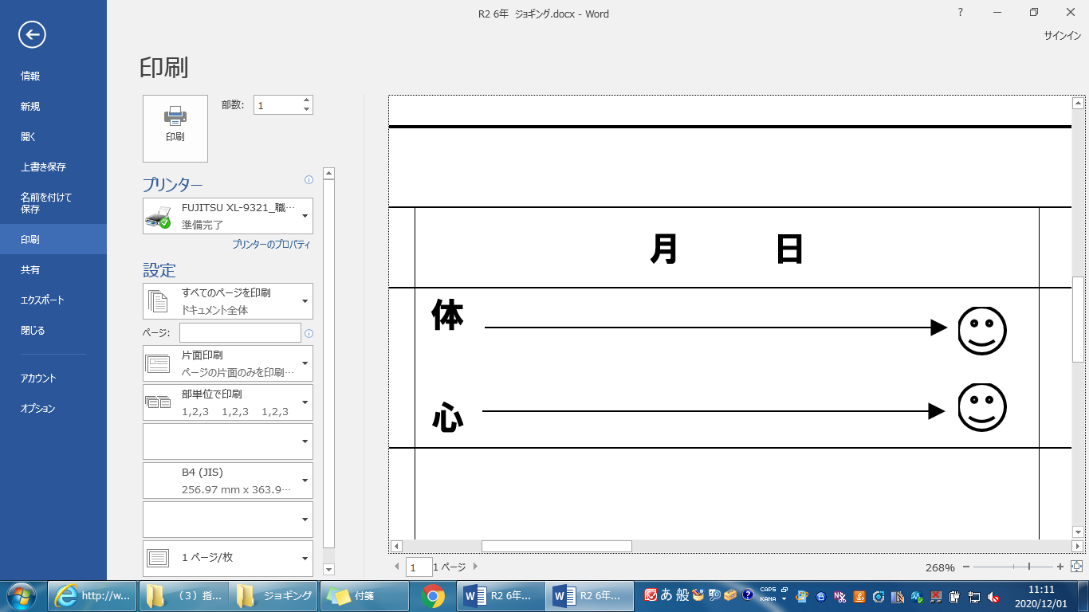 R2 6年 ジョギング.docx - Word
?
サインイン
情報
新規
開く
上書き保存
名前を付けて
保存
印刷
共有
エクスポート
閉じる
アカウント
オプション
印刷
印刷
部数: 1
プリンター
FUJITSU XL-9321_職…
準備完了
プリンターのプロパティ
設定
すべてのページを印刷
ドキュメント全体
ページ:
片面印刷
ページの片面のみを印刷…
部単位で印刷
1,2,3 1,2,3 1,2,3
B4 (JIS)
256.97 mm x 363.9…
1 ページ/枚
月 日
体
心
1 1 ページ
268%
http://w...
（3）指...
ジョギング
付箋
R2 6年...
R2 6年...
あ 般
CAPS
KANA
11:11
2020/12/01